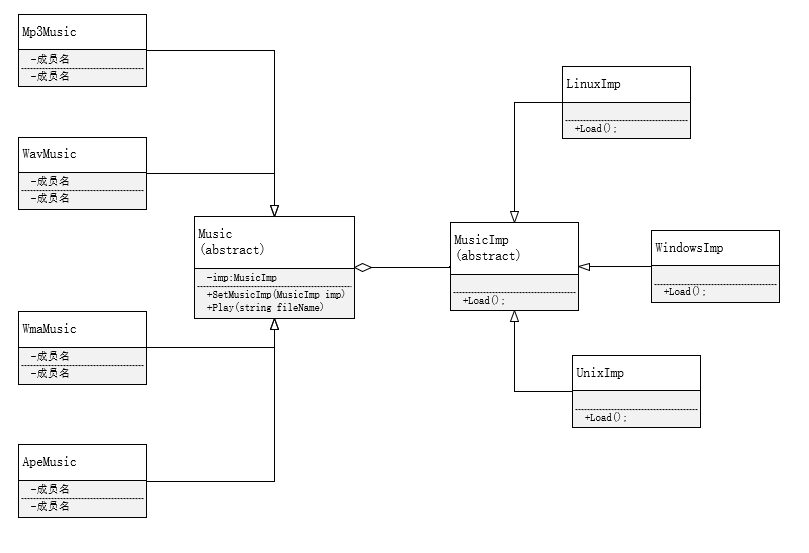 Mp3Music
-成员名
-成员名
WavMusic
-成员名
-成员名
WmaMusic
-成员名
-成员名
ApeMusic
-成员名
-成员名
Music
(abstract)
-imp:MusicImp
+SetMusicImp(MusicImp imp)
+Play(string fileName)
MusicImp
(abstract)
+Load();
LinuxImp
+Load();
WindowsImp
+Load();
UnixImp
+Load();